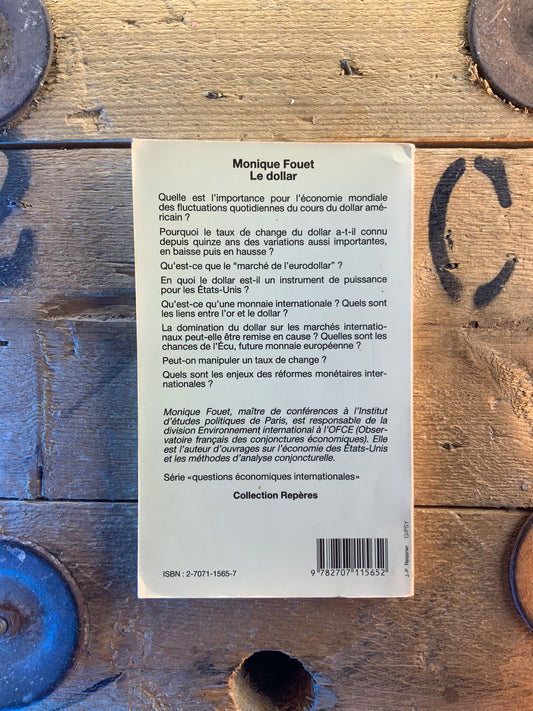 Monique Fouet
Le dollar
Quelle est l'importance pour l'économie mondiale
des fluctuations quotidiennes du cours du dollar amé-
ricain ?
Pourquoi le taux de change du dollar a-t-il connu
depuis quinze ans des variations aussi importantes,
en baisse puis en hausse ?
Qu'est-ce que le "marché de l'eurodollar" ?
En quoi le dollar est-il un instrument de puissance
pour les États-Unis ?
Qu'est-ce qu'une monnaie internationale ? Quels sont
les liens entre l'or et le dollar ?
La domination du dollar sur les marchés internatio-
naux peut-elle être remise en cause ? Quelles sont les
chances de l'Écu, future monnaie européenne ?
Peut-on manipuler un taux de change ?
Quels sont les enjeux des réformes monétaires inter-
nationales ?
Monique Fouet, maître de conférences à l'Institut
d'études politiques de Paris, est responsable de la
division Environnement international à l'OFCE (Obser-
vatoire français des conjonctures économiques). Elle
est l'auteur d'ouvrages sur l'économie des États-Unis
et les méthodes d'analyse conjoncturelle.
Série «questions économiques internationales»
Collection Repères
ISBN : 2-7071-1565-7
9 782707 115652
J.-P. Reissner GIPSY
C